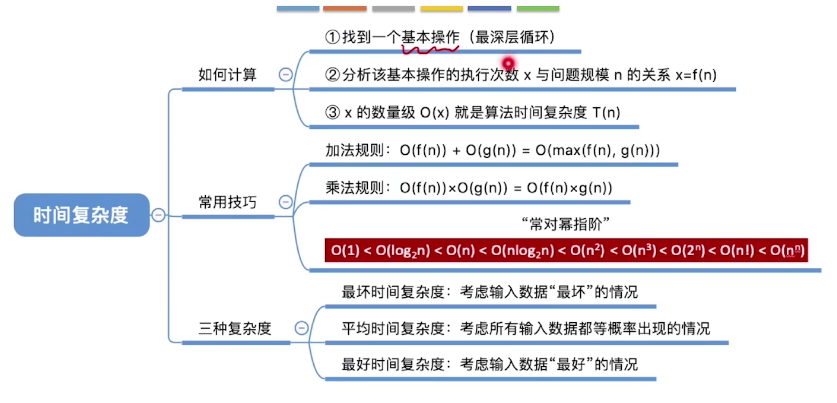 ① 找到一个基本操作（最深层循环）
如何计算
② 分析该基本操作的执行次数 x 与问题规模 n 的关系 x=f(n)
③ x 的数量级 O(x) 就是算法时间复杂度 T(n)
加法规则：O(f(n)) + O(g(n)) = O(max(f(n), g(n)))
常用技巧
乘法规则：O(f(n))×O(g(n)) = O(f(n)×g(n))
时间复杂度
“常对幂指阶”
O(1) < O(log₂n) < O(n) < O(nlog₂n) < O(n²) < O(n³) < O(2ⁿ) < O(n!) < O(nⁿ)
最坏时间复杂度：考虑输入数据“最坏”的情况
三种复杂度
平均时间复杂度：考虑所有输入数据都等概率出现的情况
最好时间复杂度：考虑输入数据“最好”的情况